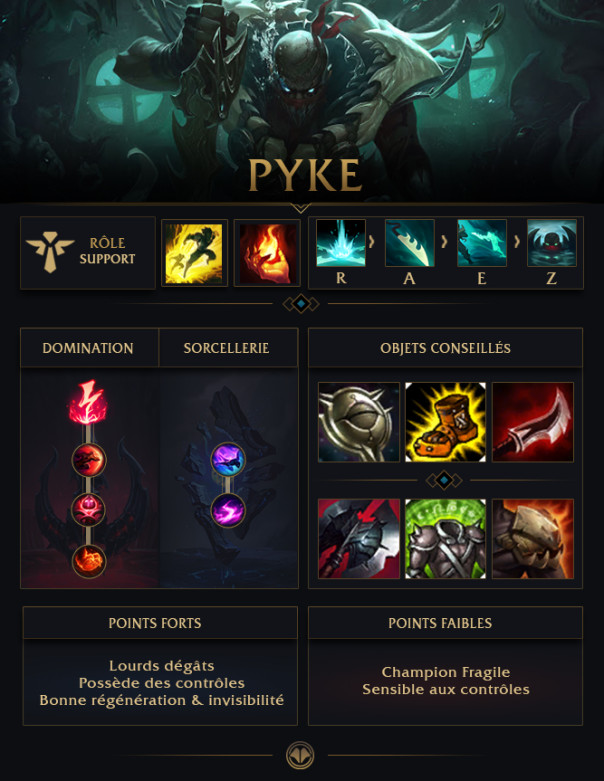 PYKE
RÔLE
SUPPORT
R A E Z
DOMINATION
SORCELLERIE
OBJETS CONSEILLÉS
POINTS FORTS
Lourds dégâts
Possède des contrôles
Bonne régénération & invisibilité
POINTS FAIBLES
Champion Fragile
Sensible aux contrôles